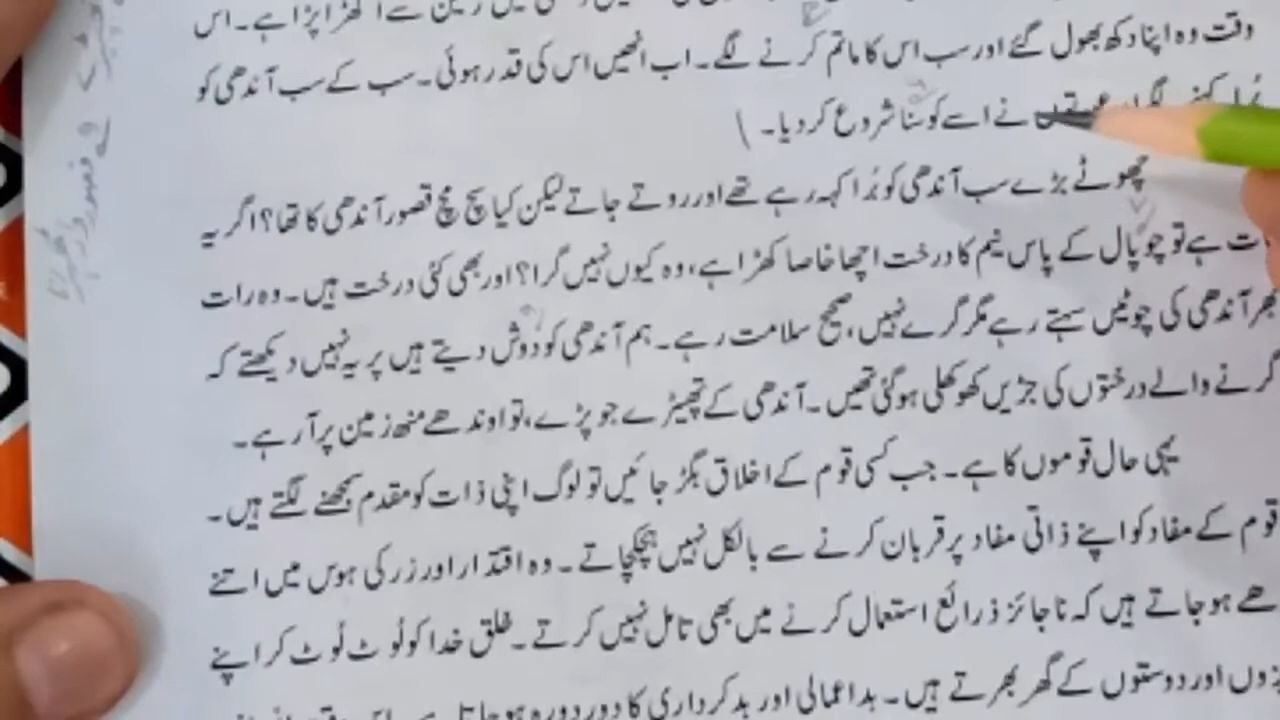 زمین سے اکھڑا پڑا ہے۔ اس
وقت وہ اپنا دکھ بھول گئے اور سب اس کا ماتم کرنے لگے۔ اب انھیں اس کی قدر ہوئی۔ سب کے سب آندھی کو
نے اسے کوسنا شروع کر دیا۔
چھوٹے بڑے سب آندھی کو بُرا کہہ رہے تھے اور روتے جاتے لیکن کیا سچ مچ قصور آندھی کا تھا؟ اگر یہ
ہے تو چوپال کے پاس نیم کا درخت اچھا خاصا کھڑا ہے، وہ کیوں نہیں گرا؟ اور بھی کئی درخت ہیں۔ وہ رات
بھر آندھی کی چوٹیں سہتے رہے مگر گرے نہیں، صحیح سلامت رہے۔ ہم آندھی کو دوش دیتے ہیں پر یہ نہیں دیکھتے کہ
گرنے والے درختوں کی جڑیں کھوکھلی ہوگئی تھیں۔ آندھی کے تھپیڑے جو پڑے، تو اوندھے منھ زمین پر آ رہے۔
یہی حال قوموں کا ہے۔ جب کسی قوم کے اخلاق بگڑ جائیں تو لوگ اپنی ذات کو مقدم سمجھنے لگتے ہیں۔
قوم کے مفاد کو اپنے ذاتی مفاد پر قربان کرنے سے بالکل نہیں ہچکچاتے۔ وہ اقتدار اور زر کی ہوس میں اتنے
ہو جاتے ہیں کہ ناجائز ذرائع استعمال کرنے میں بھی تامل نہیں کرتے۔ خلق خدا کو لُوٹ لُوٹ کر اپنے
اور دوستوں کے گھر بھرتے ہیں۔ بداعمالی اور بدکرداری کا دور دورہ ہو جاتا